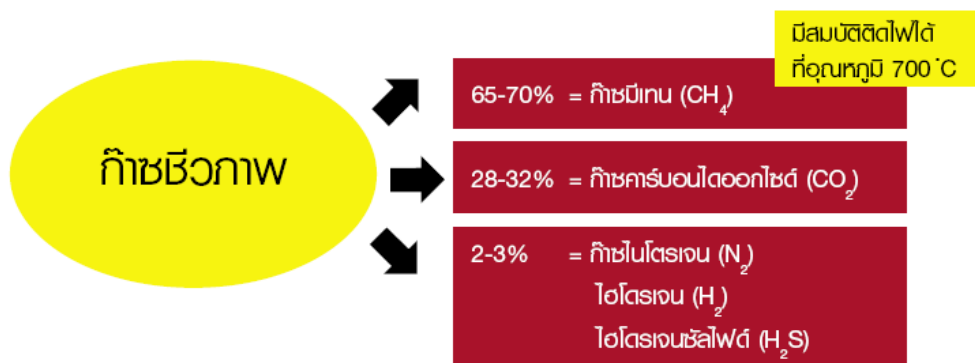 มีสมบัติติดไฟได้
ที่อุณหภูมิ 700 ˚C
ก๊าซชีวภาพ
65-70% = ก๊าซมีเทน (CH₄)
28-32% = ก๊าซคาร์บอนไดออกไซด์ (CO₂)
2-3% = ก๊าซไนโตรเจน (N₂)
ไฮโดรเจน (H₂)
ไฮโดรเจนซัลไฟด์ (H₂S)